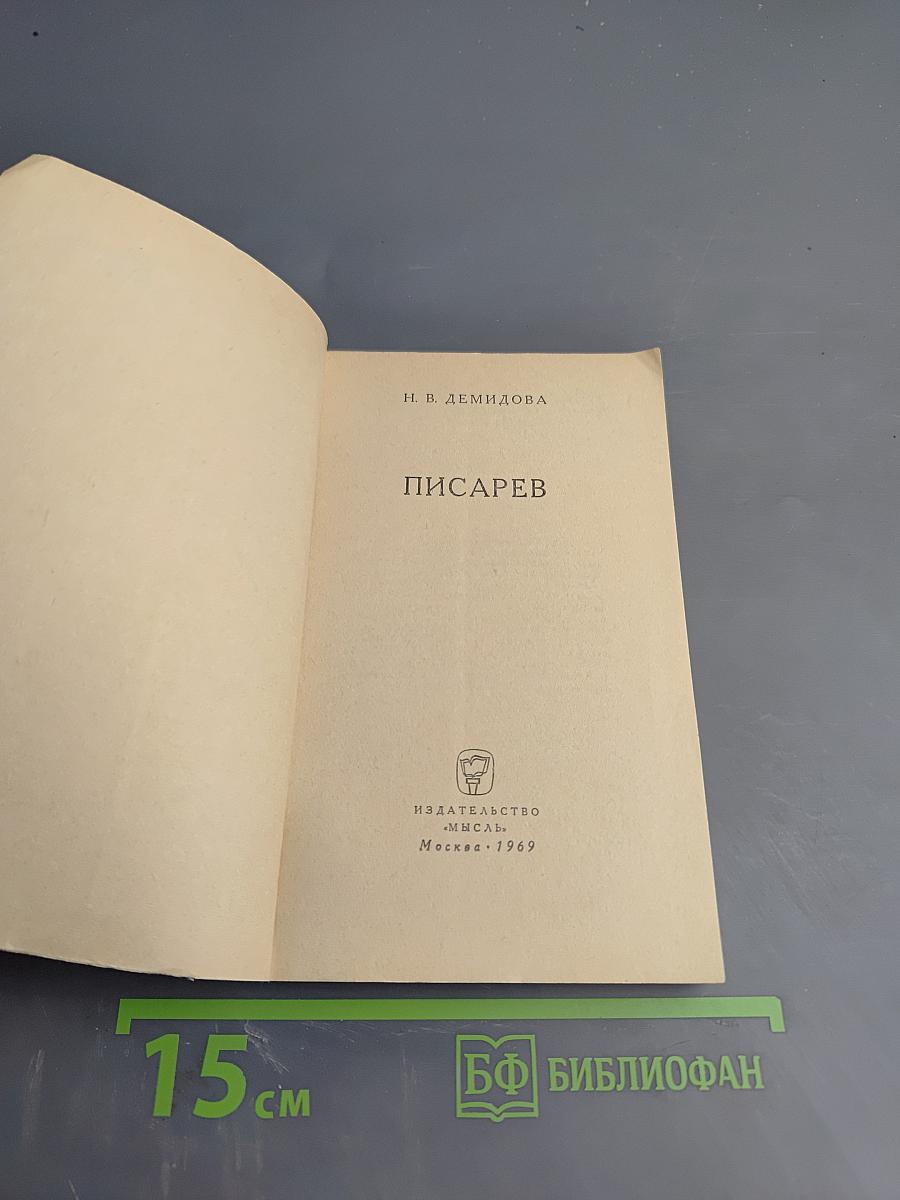 Н. В. ДЕМИДОВА
ПИСАРЕВ
ИЗДАТЕЛЬСТВО
«МЫСЛЬ»
Москва • 1969
15 см
БФ БИБЛИОФАН